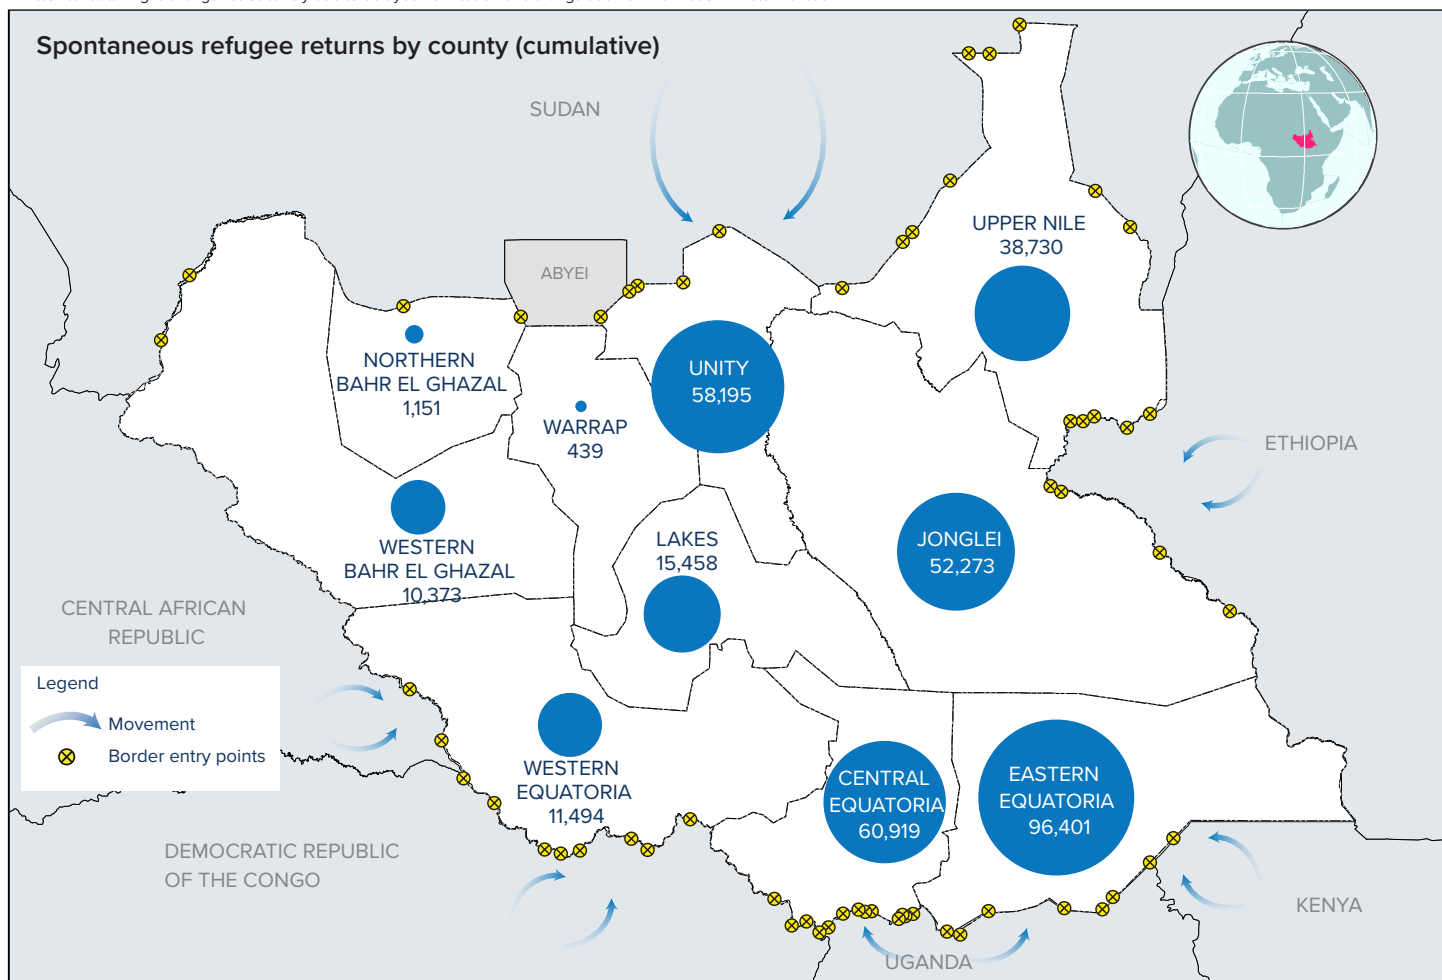 Spontaneous refugee returns by county (cumulative)
SUDAN
UPPER NILE
38,730
ABYEI
NORTHERN
BAHR EL GHAZAL
1,151
UNITY
58,195
WARRAP
439
ETHIOPIA
WESTERN
BAHR EL GHAZAL
10,373
LAKES
15,458
JONGLEI
52,273
CENTRAL AFRICAN
REPUBLIC
Legend
Movement
Border entry points
WESTERN
EQUATORIA
11,494
CENTRAL
EQUATORIA
60,919
EASTERN
EQUATORIA
96,401
DEMOCRATIC REPUBLIC
OF THE CONGO
KENYA
UGANDA